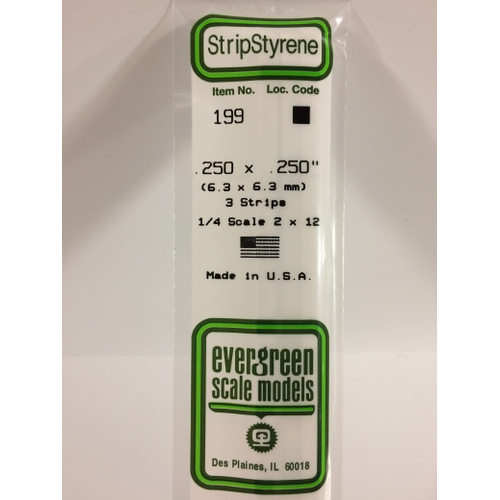 StripStyrene
Item No. Loc. Code
199
.250 x .250"
(6.3 x 6.3 mm)
3 Strips
1/4 Scale 2 x 12
Made in U.S.A.
evergreen
scale models
Des Plaines, IL 60018